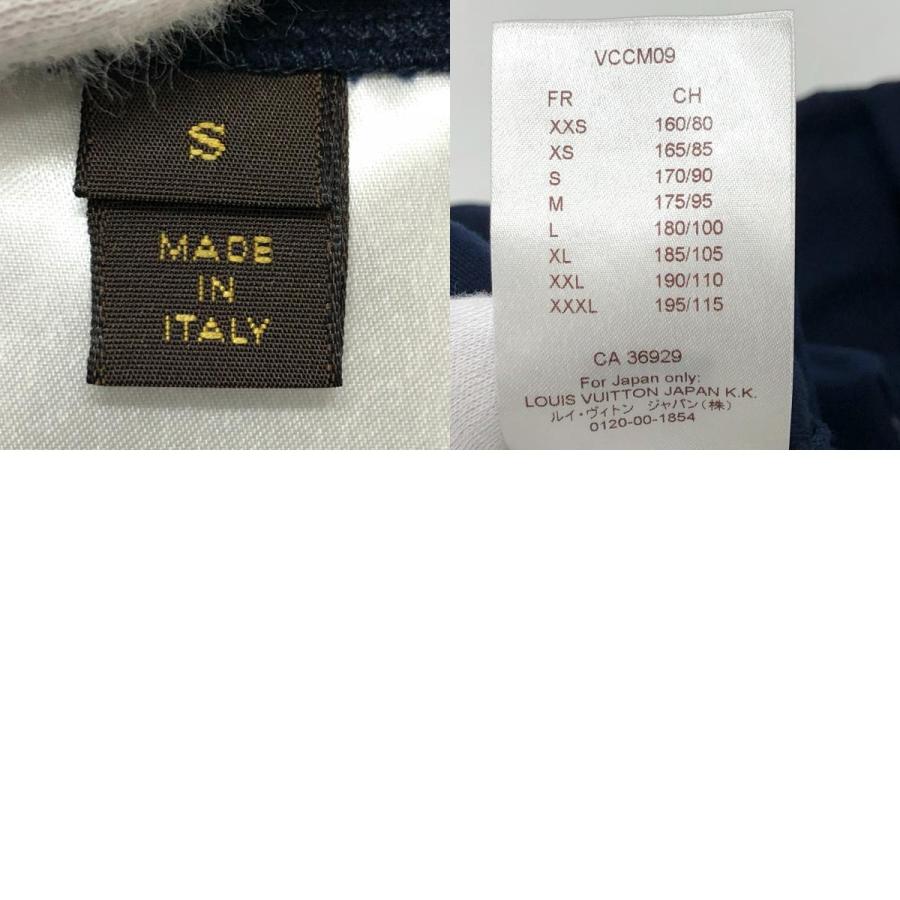 S
MADE
IN
ITALY
VCCM09
FR CH
XXS 160/80
XS 165/85
S 170/90
M 175/95
L 180/100
XL 185/105
XXL 190/110
XXXL 195/115
CA 36929
For Japan only:
LOUIS VUITTON JAPAN K.K.
ルイ・ヴィトン ジャパン(株)
0120-00-1854